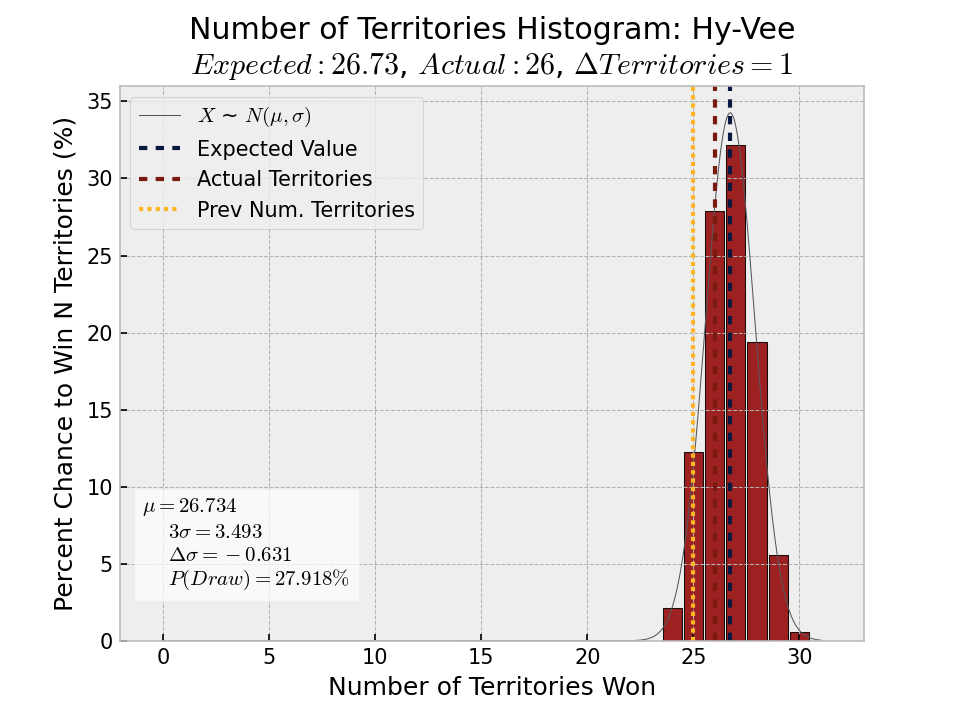 Number of Territories Histogram: Hy-Vee
Expected : 26.73, Actual : 26, ΔTerritories = 1
Percent Chance to Win N Territories (%)
35
30
25
20
15
10
5
0
X ~ N(μ, σ)
Expected Value
Actual Territories
Prev Num. Territories
μ = 26.734
3σ = 3.493
Δσ = −0.631
P(Draw) = 27.918%
0 5 10 15 20 25 30
Number of Territories Won